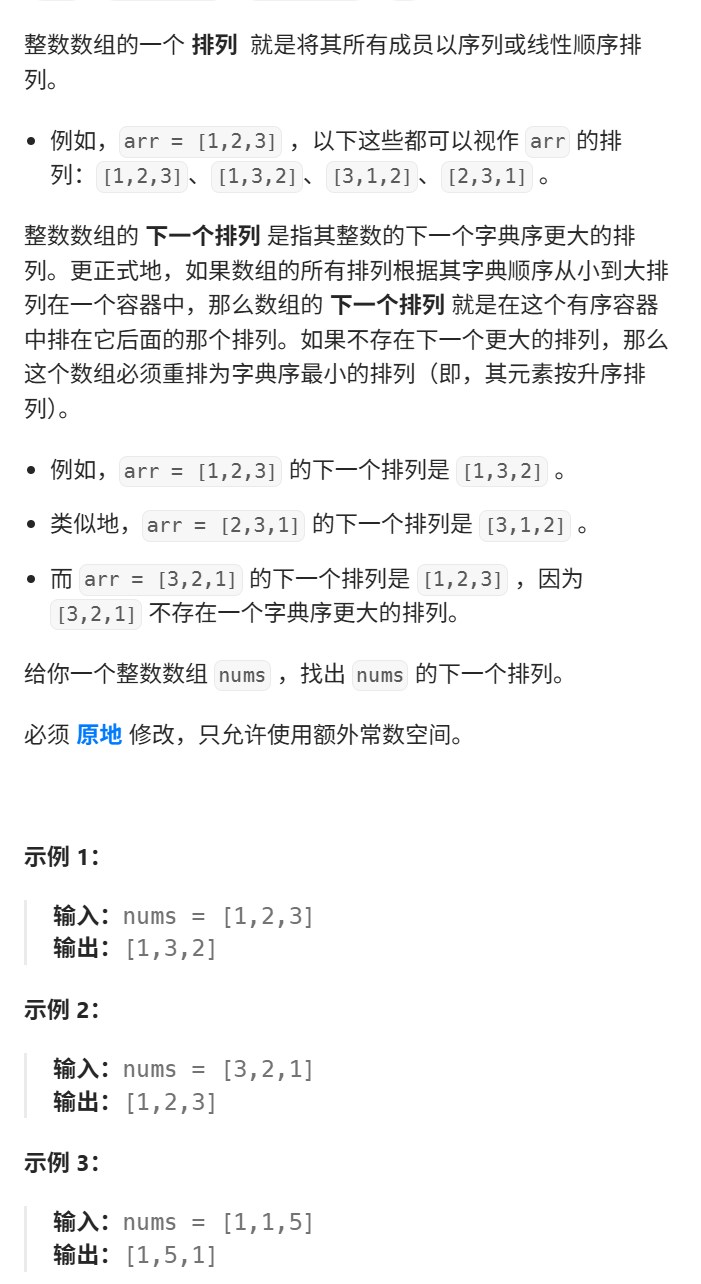 整数数组的一个 排列 就是将其所有成员以序列或线性顺序排
列。
• 例如，arr = [1,2,3] ，以下这些都可以视作 arr 的排
列：[1,2,3]、[1,3,2]、[3,1,2]、[2,3,1] 。
整数数组的 下一个排列 是指其整数的下一个字典序更大的排
列。更正式地，如果数组的所有排列根据其字典顺序从小到大排
列在一个容器中，那么数组的 下一个排列 就是在这个有序容器
中排在它后面的那个排列。如果不存在下一个更大的排列，那么
这个数组必须重排为字典序最小的排列（即，其元素按升序排
列）。
• 例如，arr = [1,2,3] 的下一个排列是 [1,3,2] 。
• 类似地，arr = [2,3,1] 的下一个排列是 [3,1,2] 。
• 而 arr = [3,2,1] 的下一个排列是 [1,2,3] ，因为
[3,2,1] 不存在一个字典序更大的排列。
给你一个整数数组 nums ，找出 nums 的下一个排列。
必须 原地 修改，只允许使用额外常数空间。
示例 1：
输入：nums = [1,2,3]
输出：[1,3,2]
示例 2：
输入：nums = [3,2,1]
输出：[1,2,3]
示例 3：
输入：nums = [1,1,5]
输出：[1,5,1]